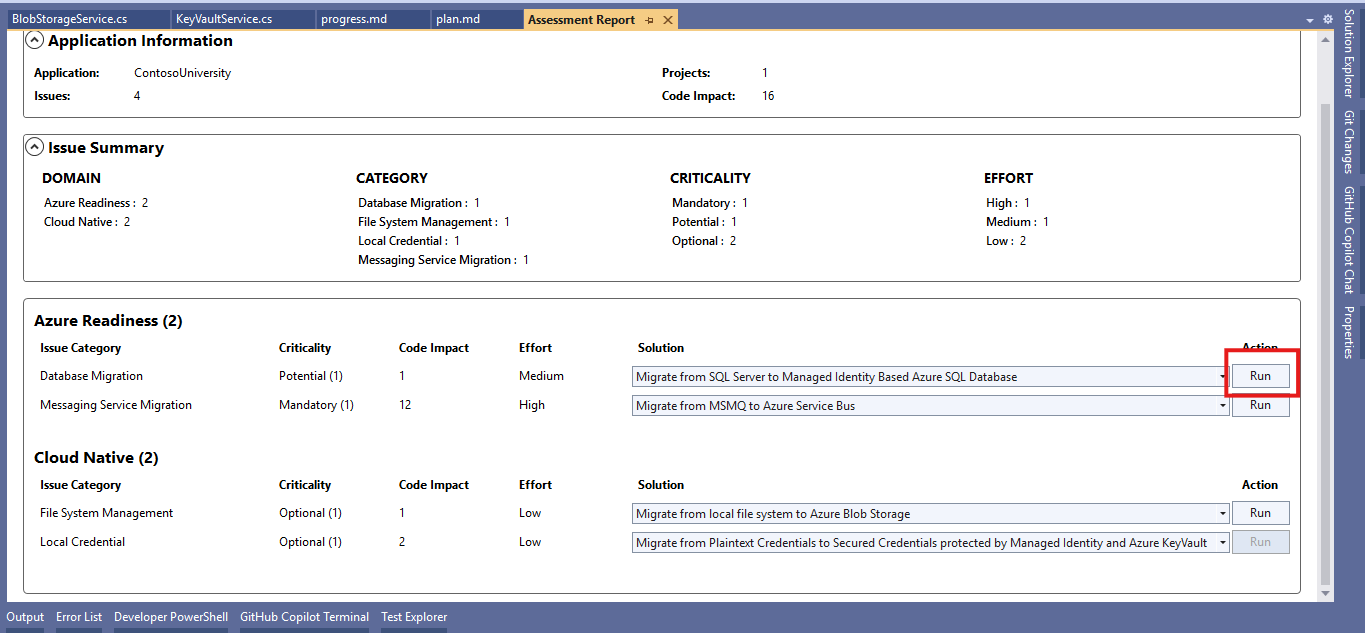 BlobStorageService.cs KeyVaultService.cs progress.md plan.md Assessment Report
Application Information
Application: ContosoUniversity Projects: 1
Issues: 4 Code Impact: 16
Issue Summary
DOMAIN CATEGORY CRITICALITY EFFORT
Azure Readiness : 2 Database Migration : 1 Mandatory : 1 High : 1
Cloud Native : 2 File System Management : 1 Potential : 1 Medium : 1
Local Credential : 1 Optional : 2 Low : 2
Messaging Service Migration : 1
Azure Readiness (2)
Issue Category Criticality Code Impact Effort Solution Action
Database Migration Potential (1) 1 Medium Migrate from SQL Server to Managed Identity Based Azure SQL Database Run
Messaging Service Migration Mandatory (1) 12 High Migrate from MSMQ to Azure Service Bus Run
Cloud Native (2)
Issue Category Criticality Code Impact Effort Solution Action
File System Management Optional (1) 1 Low Migrate from local file system to Azure Blob Storage Run
Local Credential Optional (1) 2 Low Migrate from Plaintext Credentials to Secured Credentials protected by Managed Identity and Azure KeyVault Run
Output Error List Developer PowerShell GitHub Copilot Terminal Test Explorer
Solution Explorer
Git Changes
GitHub Copilot Chat
Properties